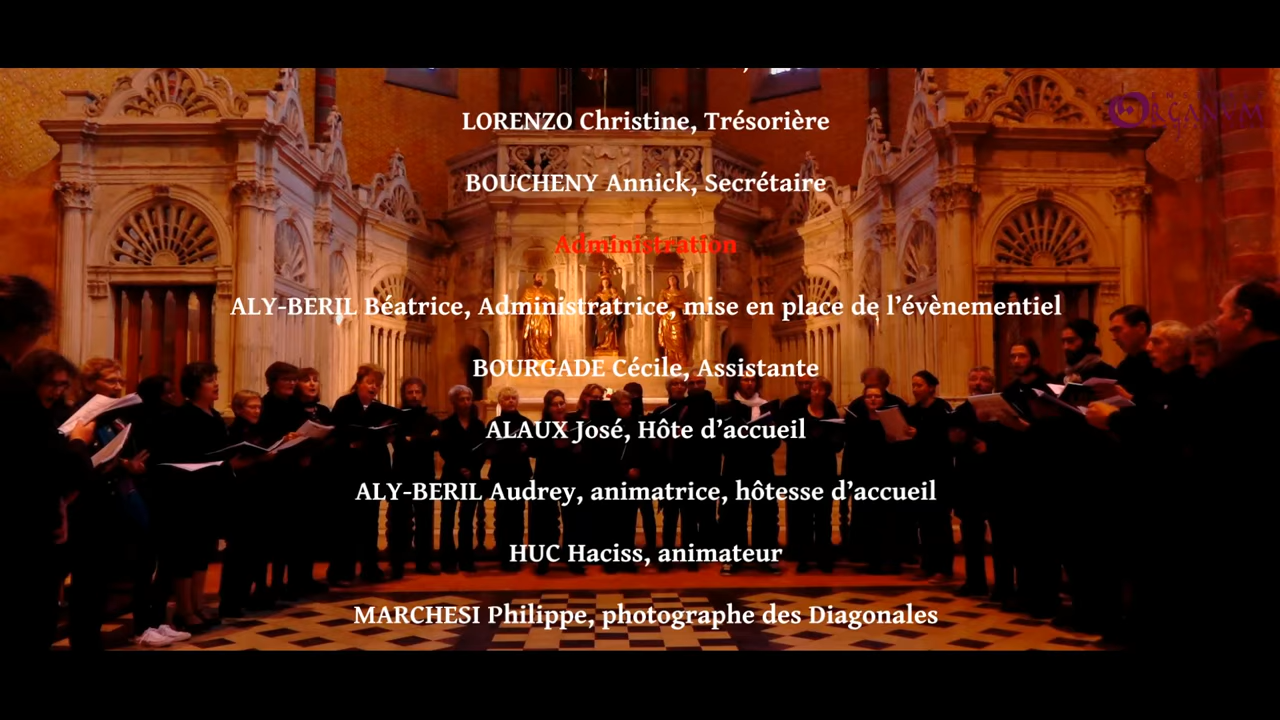 ORGANVM
LORENZO Christine, Trésorière
BOUCHENY Annick, Secrétaire
Administration
ALY-BERIL Béatrice, Administratrice, mise en place de l’évènementiel
BOURGADE Cécile, Assistante
ALAUX José, Hôte d’accueil
ALY-BERIL Audrey, animatrice, hôtesse d’accueil
HUC Haciss, animateur
MARCHESI Philippe, photographe des Diagonales